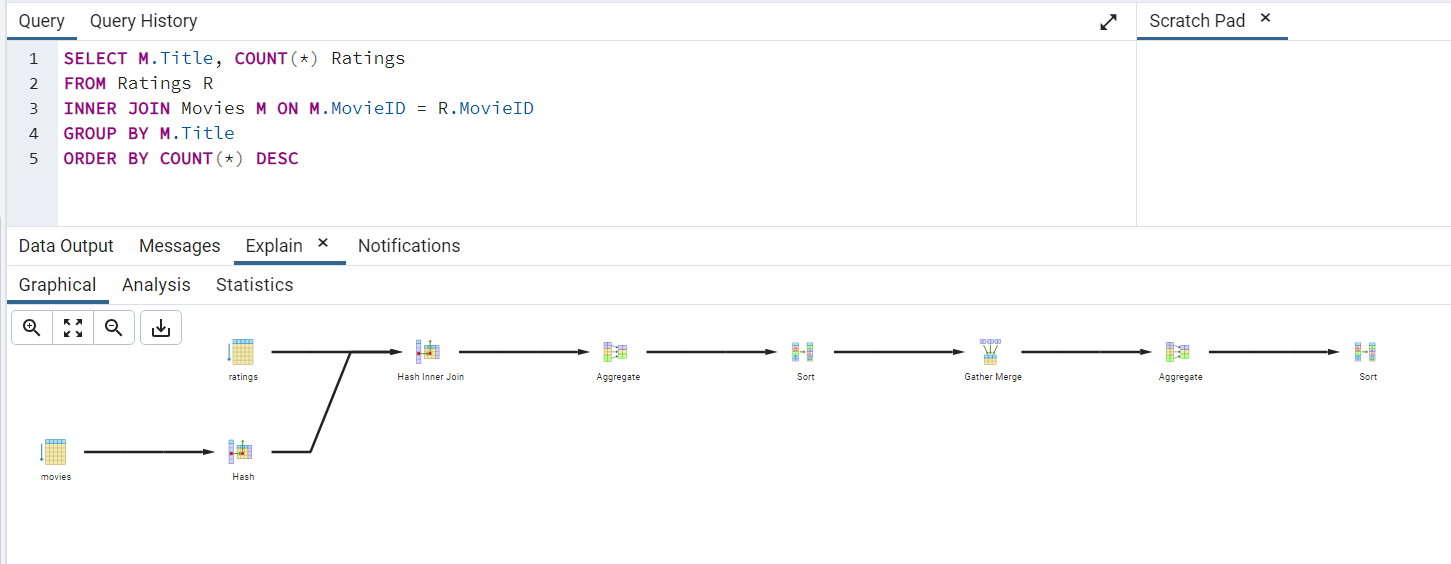 Query Query History Scratch Pad ×
1 SELECT M.Title, COUNT(*) Ratings
2 FROM Ratings R
3 INNER JOIN Movies M ON M.MovieID = R.MovieID
4 GROUP BY M.Title
5 ORDER BY COUNT(*) DESC
Data Output Messages Explain × Notifications
Graphical Analysis Statistics
ratings Hash Inner Join Aggregate Sort Gather Merge Aggregate Sort
movies Hash